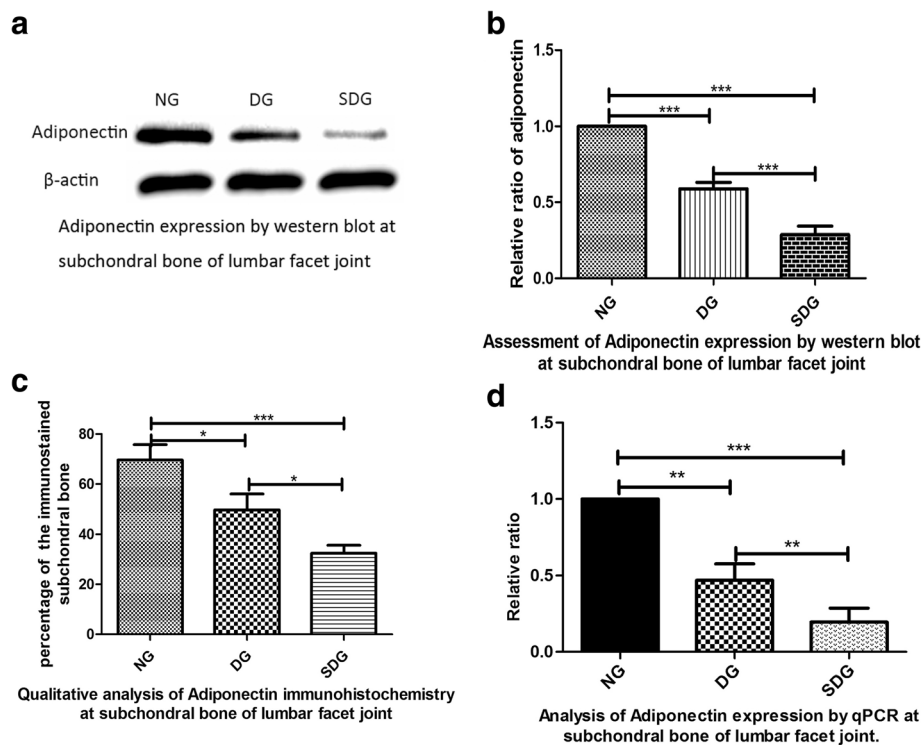 a
NG DG SDG
Adiponectin
β-actin
Adiponectin expression by western blot at
subchondral bone of lumbar facet joint
b
Relative ratio of adiponectin
1.5
1.0
0.5
0.0
***
***
***
NG DG SDG
Assessment of Adiponectin expression by western blot
at subchondral bone of lumbar facet joint
c
percentage of the immunostained
subchondral bone
80
60
40
20
0
***
*
*
NG DG SDG
Qualitative analysis of Adiponectin immunohistochemistry
at subchondral bone of lumbar facet joint
d
Relative ratio
1.5
1.0
0.5
0.0
***
**
**
NG DG SDG
Analysis of Adiponectin expression by qPCR at
subchondral bone of lumbar facet joint.